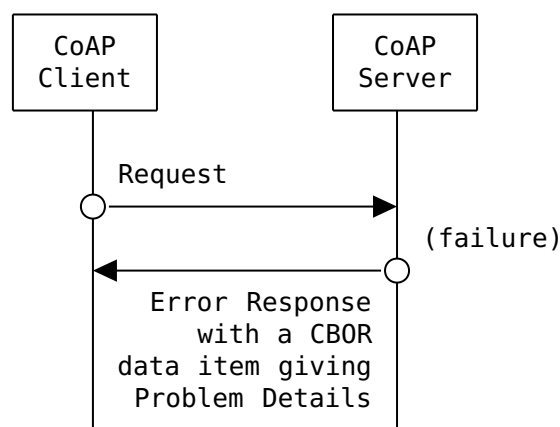 CoAP
Client
CoAP
Server
Request
(failure)
Error Response
with a CBOR
data item giving
Problem Details